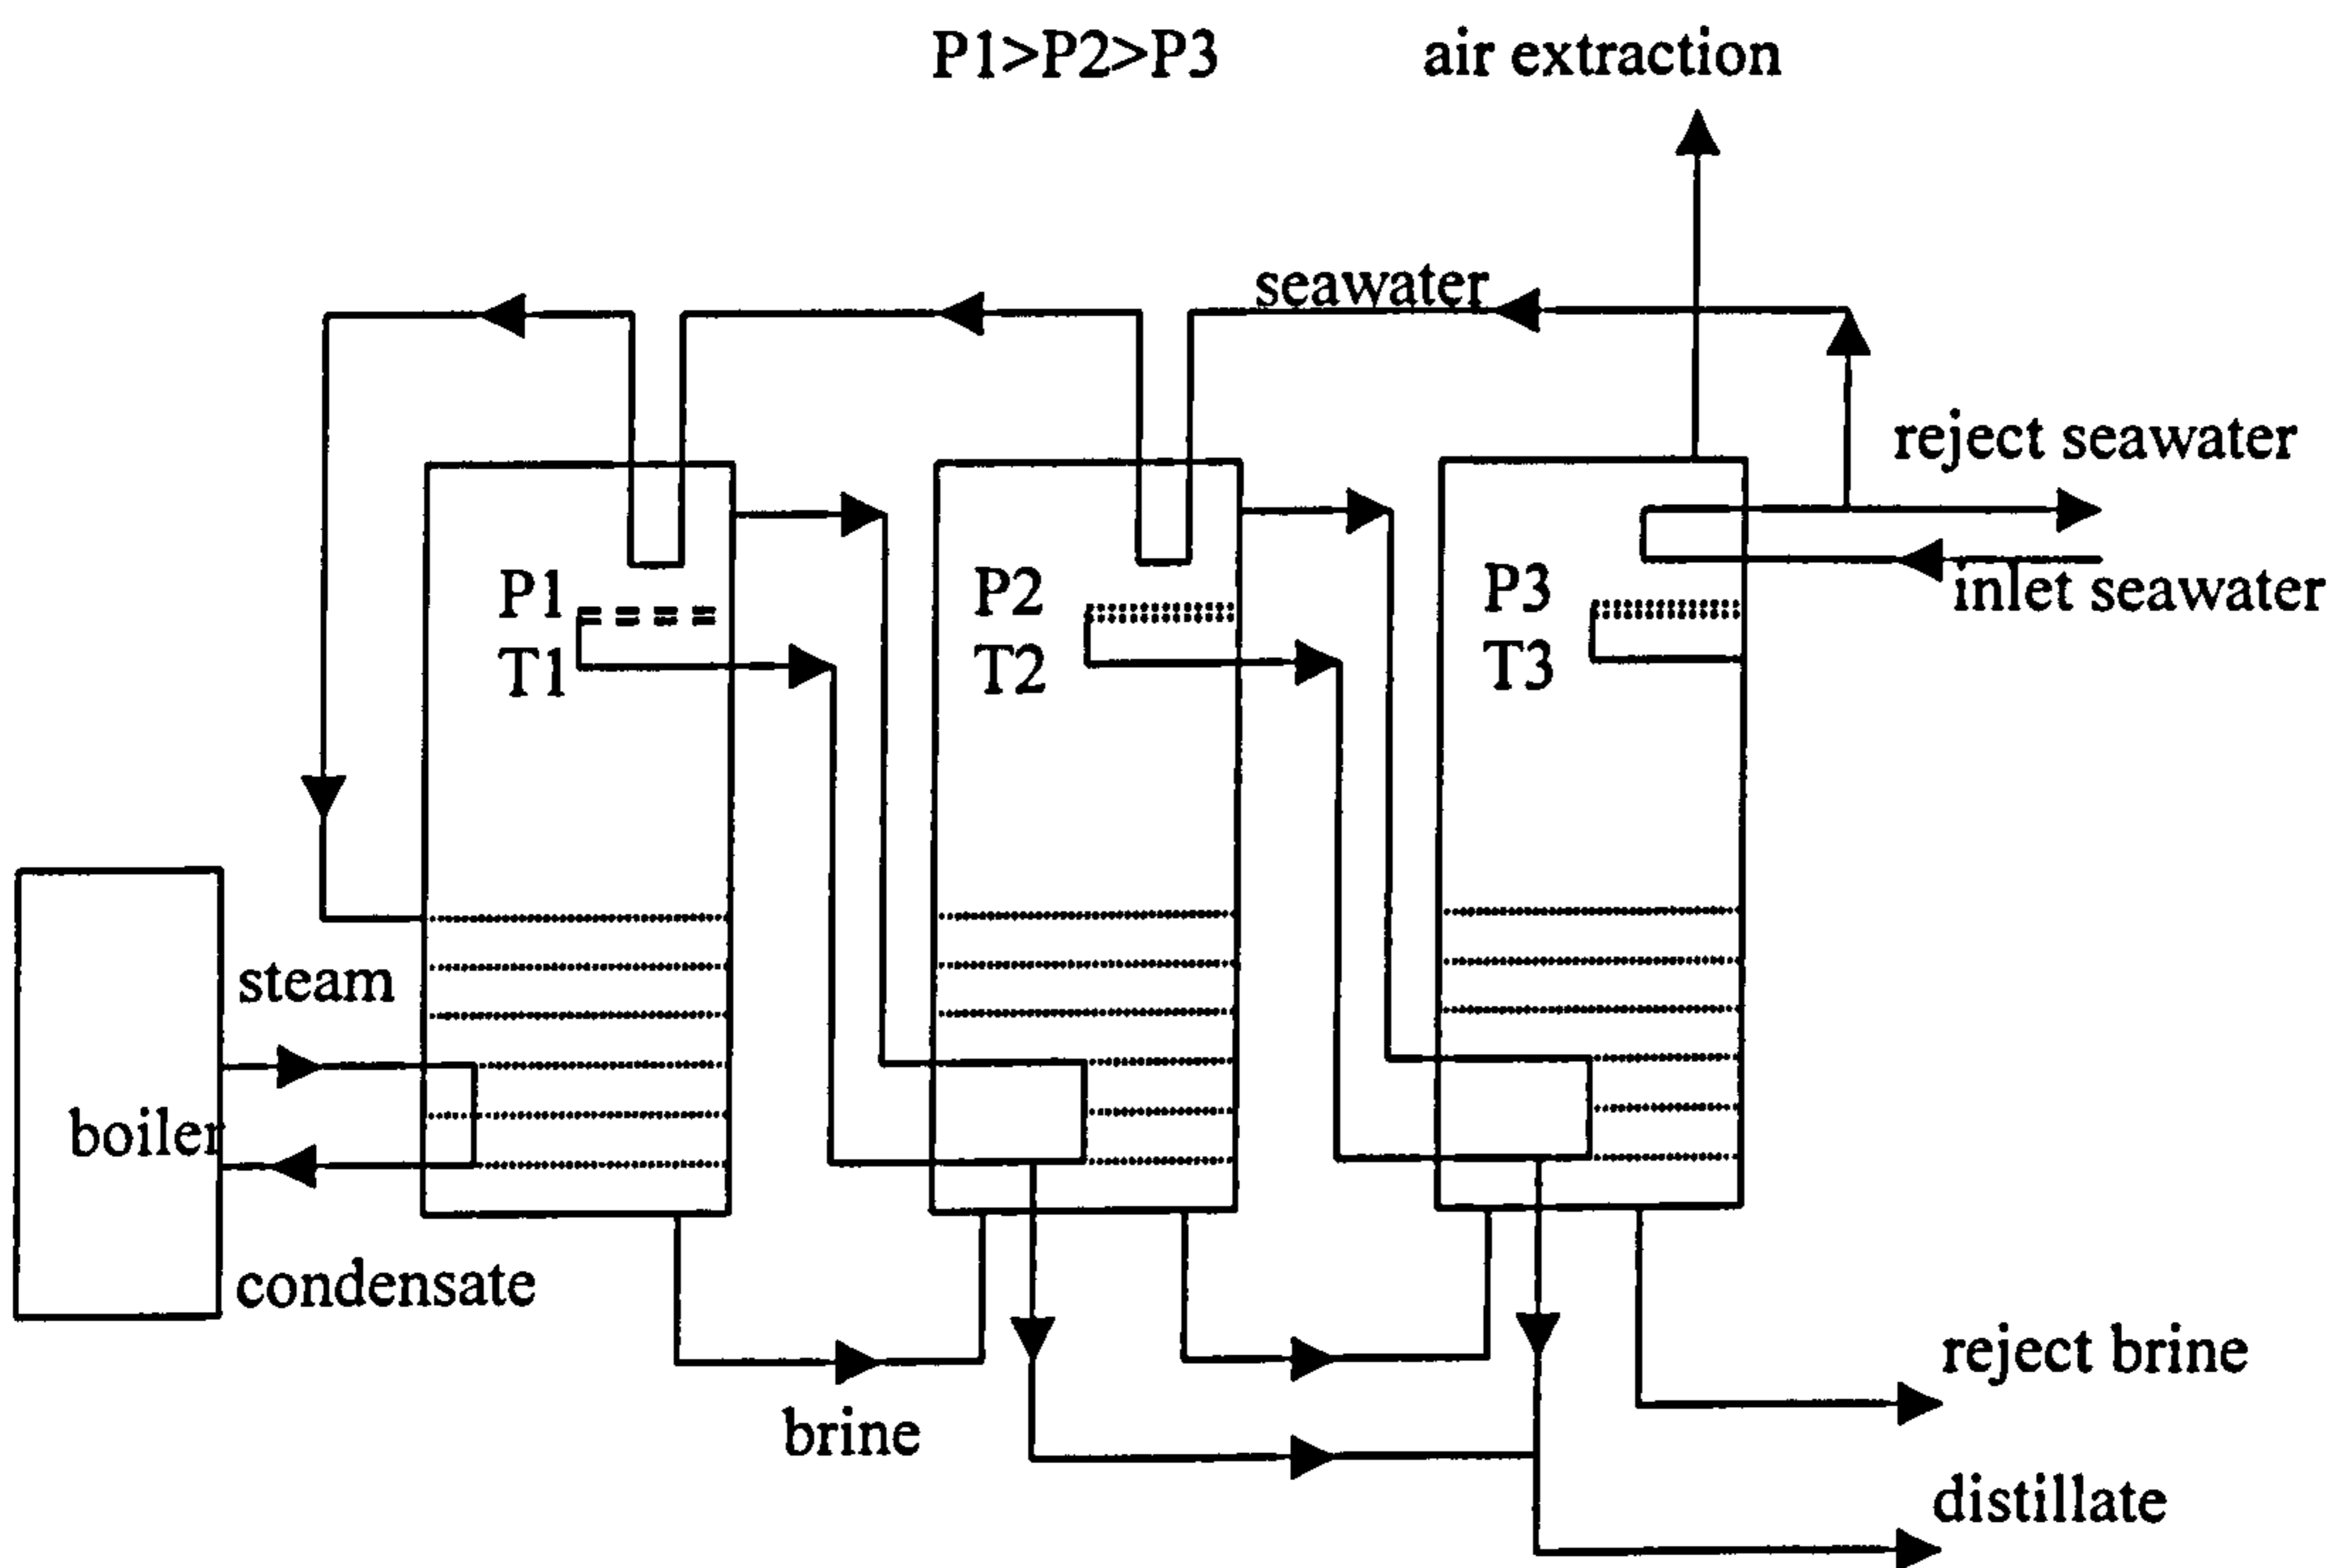 P1>P2>P3
air extraction
seawater
reject seawater
inlet seawater
P1
T1
P2
T2
P3
T3
steam
boiler
condensate
brine
reject brine
distillate